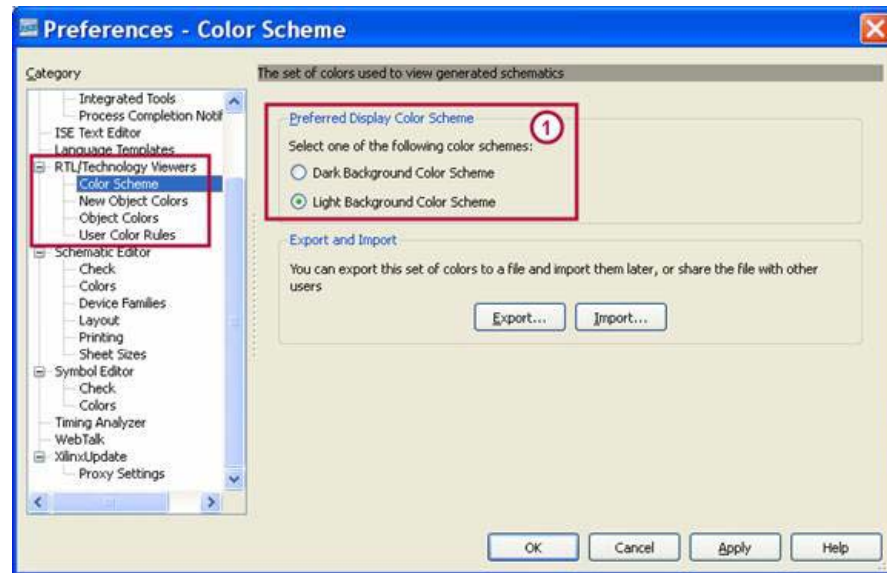 Preferences - Color Scheme
Category
Integrated Tools
Process Completion Notif
ISE Text Editor
Language Templates
RTL/Technology Viewers
Color Scheme
New Object Colors
Object Colors
User Color Rules
Schematic Editor
Check
Colors
Device Families
Layout
Printing
Sheet Sizes
Symbol Editor
Check
Colors
Timing Analyzer
WebTalk
XilinxUpdate
Proxy Settings
The set of colors used to view generated schematics
Preferred Display Color Scheme
1
Select one of the following color schemes:
Dark Background Color Scheme
Light Background Color Scheme
Export and Import
You can export this set of colors to a file and import them later, or share the file with other
users
Export...
Import...
OK
Cancel
Apply
Help